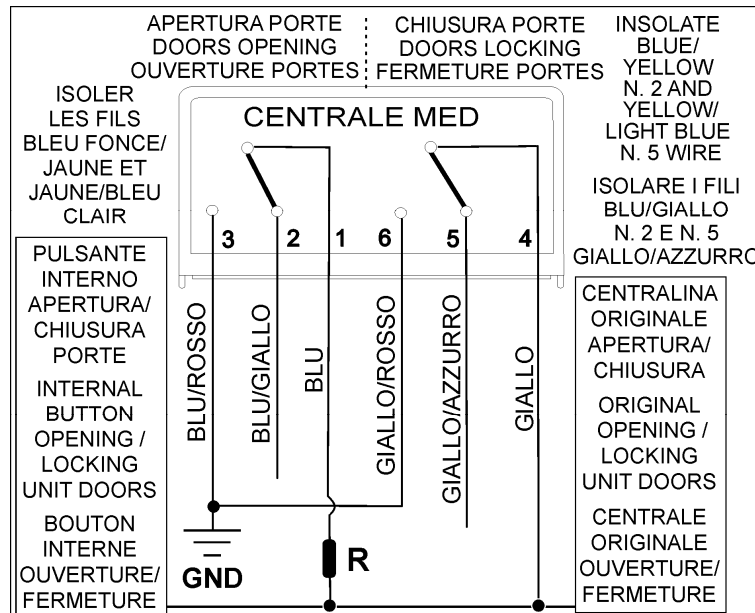 APERTURA PORTE
DOORS OPENING
OUVERTURE PORTES
CHIUSURA PORTE
DOORS LOCKING
FERMETURE PORTES
INSOLATE
BLUE/
YELLOW
N. 2 AND
YELLOW/
LIGHT BLUE
N. 5 WIRE
ISOLARE I FILI
BLU/GIALLO
N. 2 E N. 5
GIALLO/AZZURRO
ISOLER
LES FILS
BLEU FONCE/
JAUNE ET
JAUNE/BLEU
CLAIR
CENTRALE MED
3
2
1
6
5
4
BLU/ROSSO
BLU/GIALLO
BLU
GIALLO/ROSSO
GIALLO/AZZURRO
GIALLO
PULSANTE
INTERNO
APERTURA/
CHIUSURA
PORTE
INTERNAL
BUTTON
OPENING /
LOCKING
UNIT DOORS
BOUTON
INTERNE
OUVERTURE/
FERMETURE
GND
R
CENTRALINA
ORIGINALE
APERTURA/
CHIUSURA
ORIGINAL
OPENING /
LOCKING
UNIT DOORS
CENTRALE
ORIGINALE
OUVERTURE/
FERMETURE